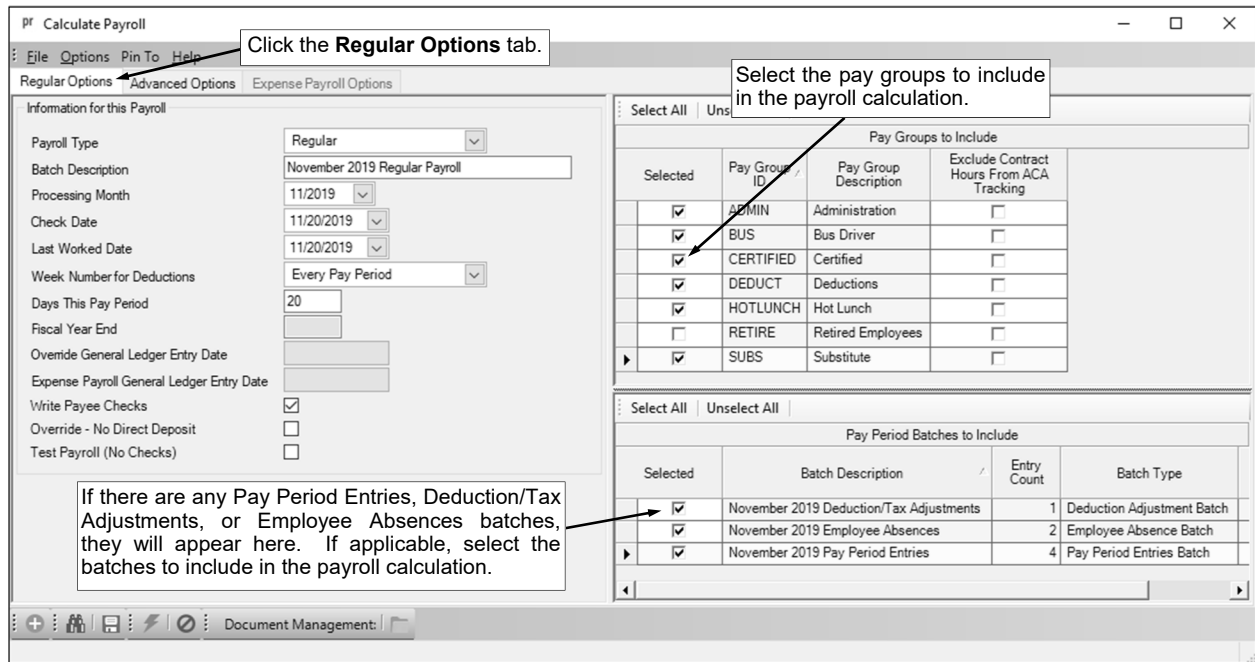 pr Calculate Payroll
File Options Pin To Help
Click the Regular Options tab.
Regular Options Advanced Options Expense Payroll Options
Select the pay groups to include
in the payroll calculation.
Information for this Payroll
Payroll Type Regular
Batch Description November 2019 Regular Payroll
Processing Month 11/2019
Check Date 11/20/2019
Last Worked Date 11/20/2019
Week Number for Deductions Every Pay Period
Days This Pay Period 20
Fiscal Year End
Override General Ledger Entry Date
Expense Payroll General Ledger Entry Date
Write Payee Checks
Override - No Direct Deposit
Test Payroll (No Checks)
If there are any Pay Period Entries, Deduction/Tax
Adjustments, or Employee Absences batches,
they will appear here. If applicable, select the
batches to include in the payroll calculation.
Select All Uns
Pay Groups to Include
Selected Pay Group ID Pay Group Description Exclude Contract Hours From ACA Tracking
ADMIN Administration
BUS Bus Driver
CERTIFIED Certified
DEDUCT Deductions
HOTLUNCH Hot Lunch
RETIRE Retired Employees
SUBS Substitute
Select All Unselect All
Pay Period Batches to Include
Selected Batch Description Entry Count Batch Type
November 2019 Deduction/Tax Adjustments 1 Deduction Adjustment Batch
November 2019 Employee Absences 2 Employee Absence Batch
November 2019 Pay Period Entries 4 Pay Period Entries Batch
Document Management: